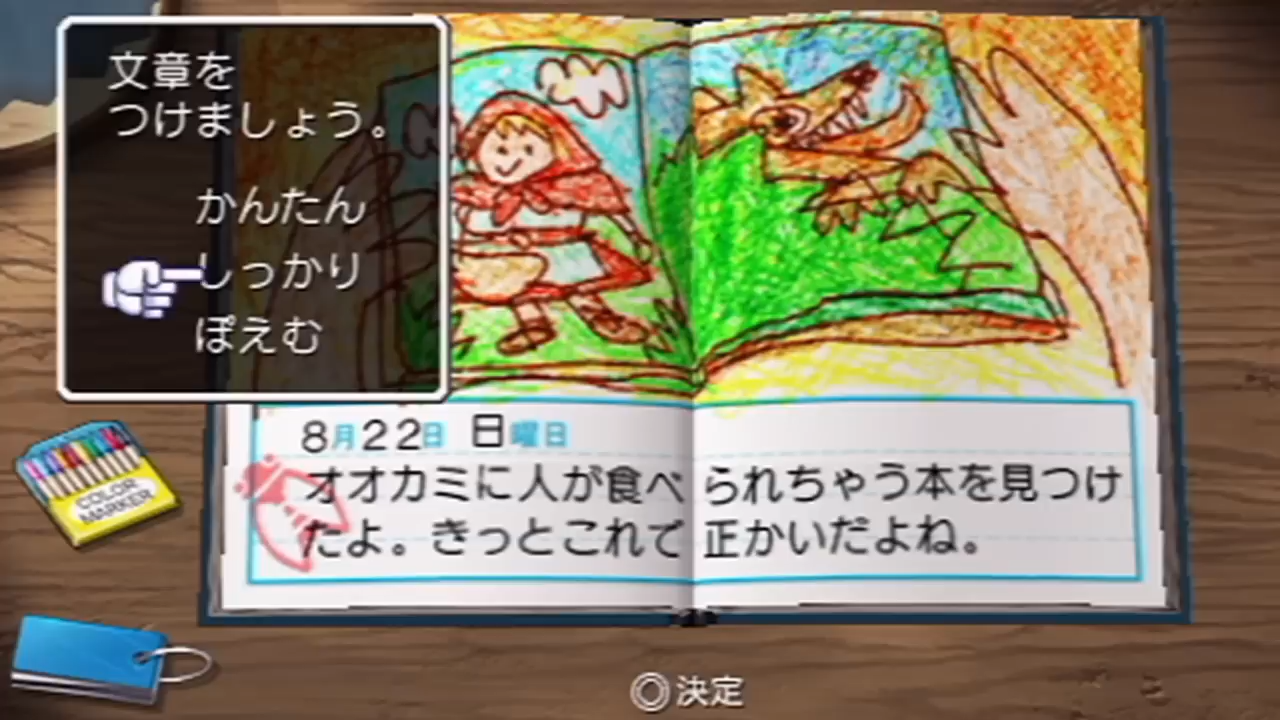 文章を
つけましょう。
かんたん
しっかり
ぽえむ
COLOR
MARKER
8月22日 日曜日
オオカミに人が食べられちゃう本を見つけ
たよ。きっとこれで正かいだよね。
◎決定